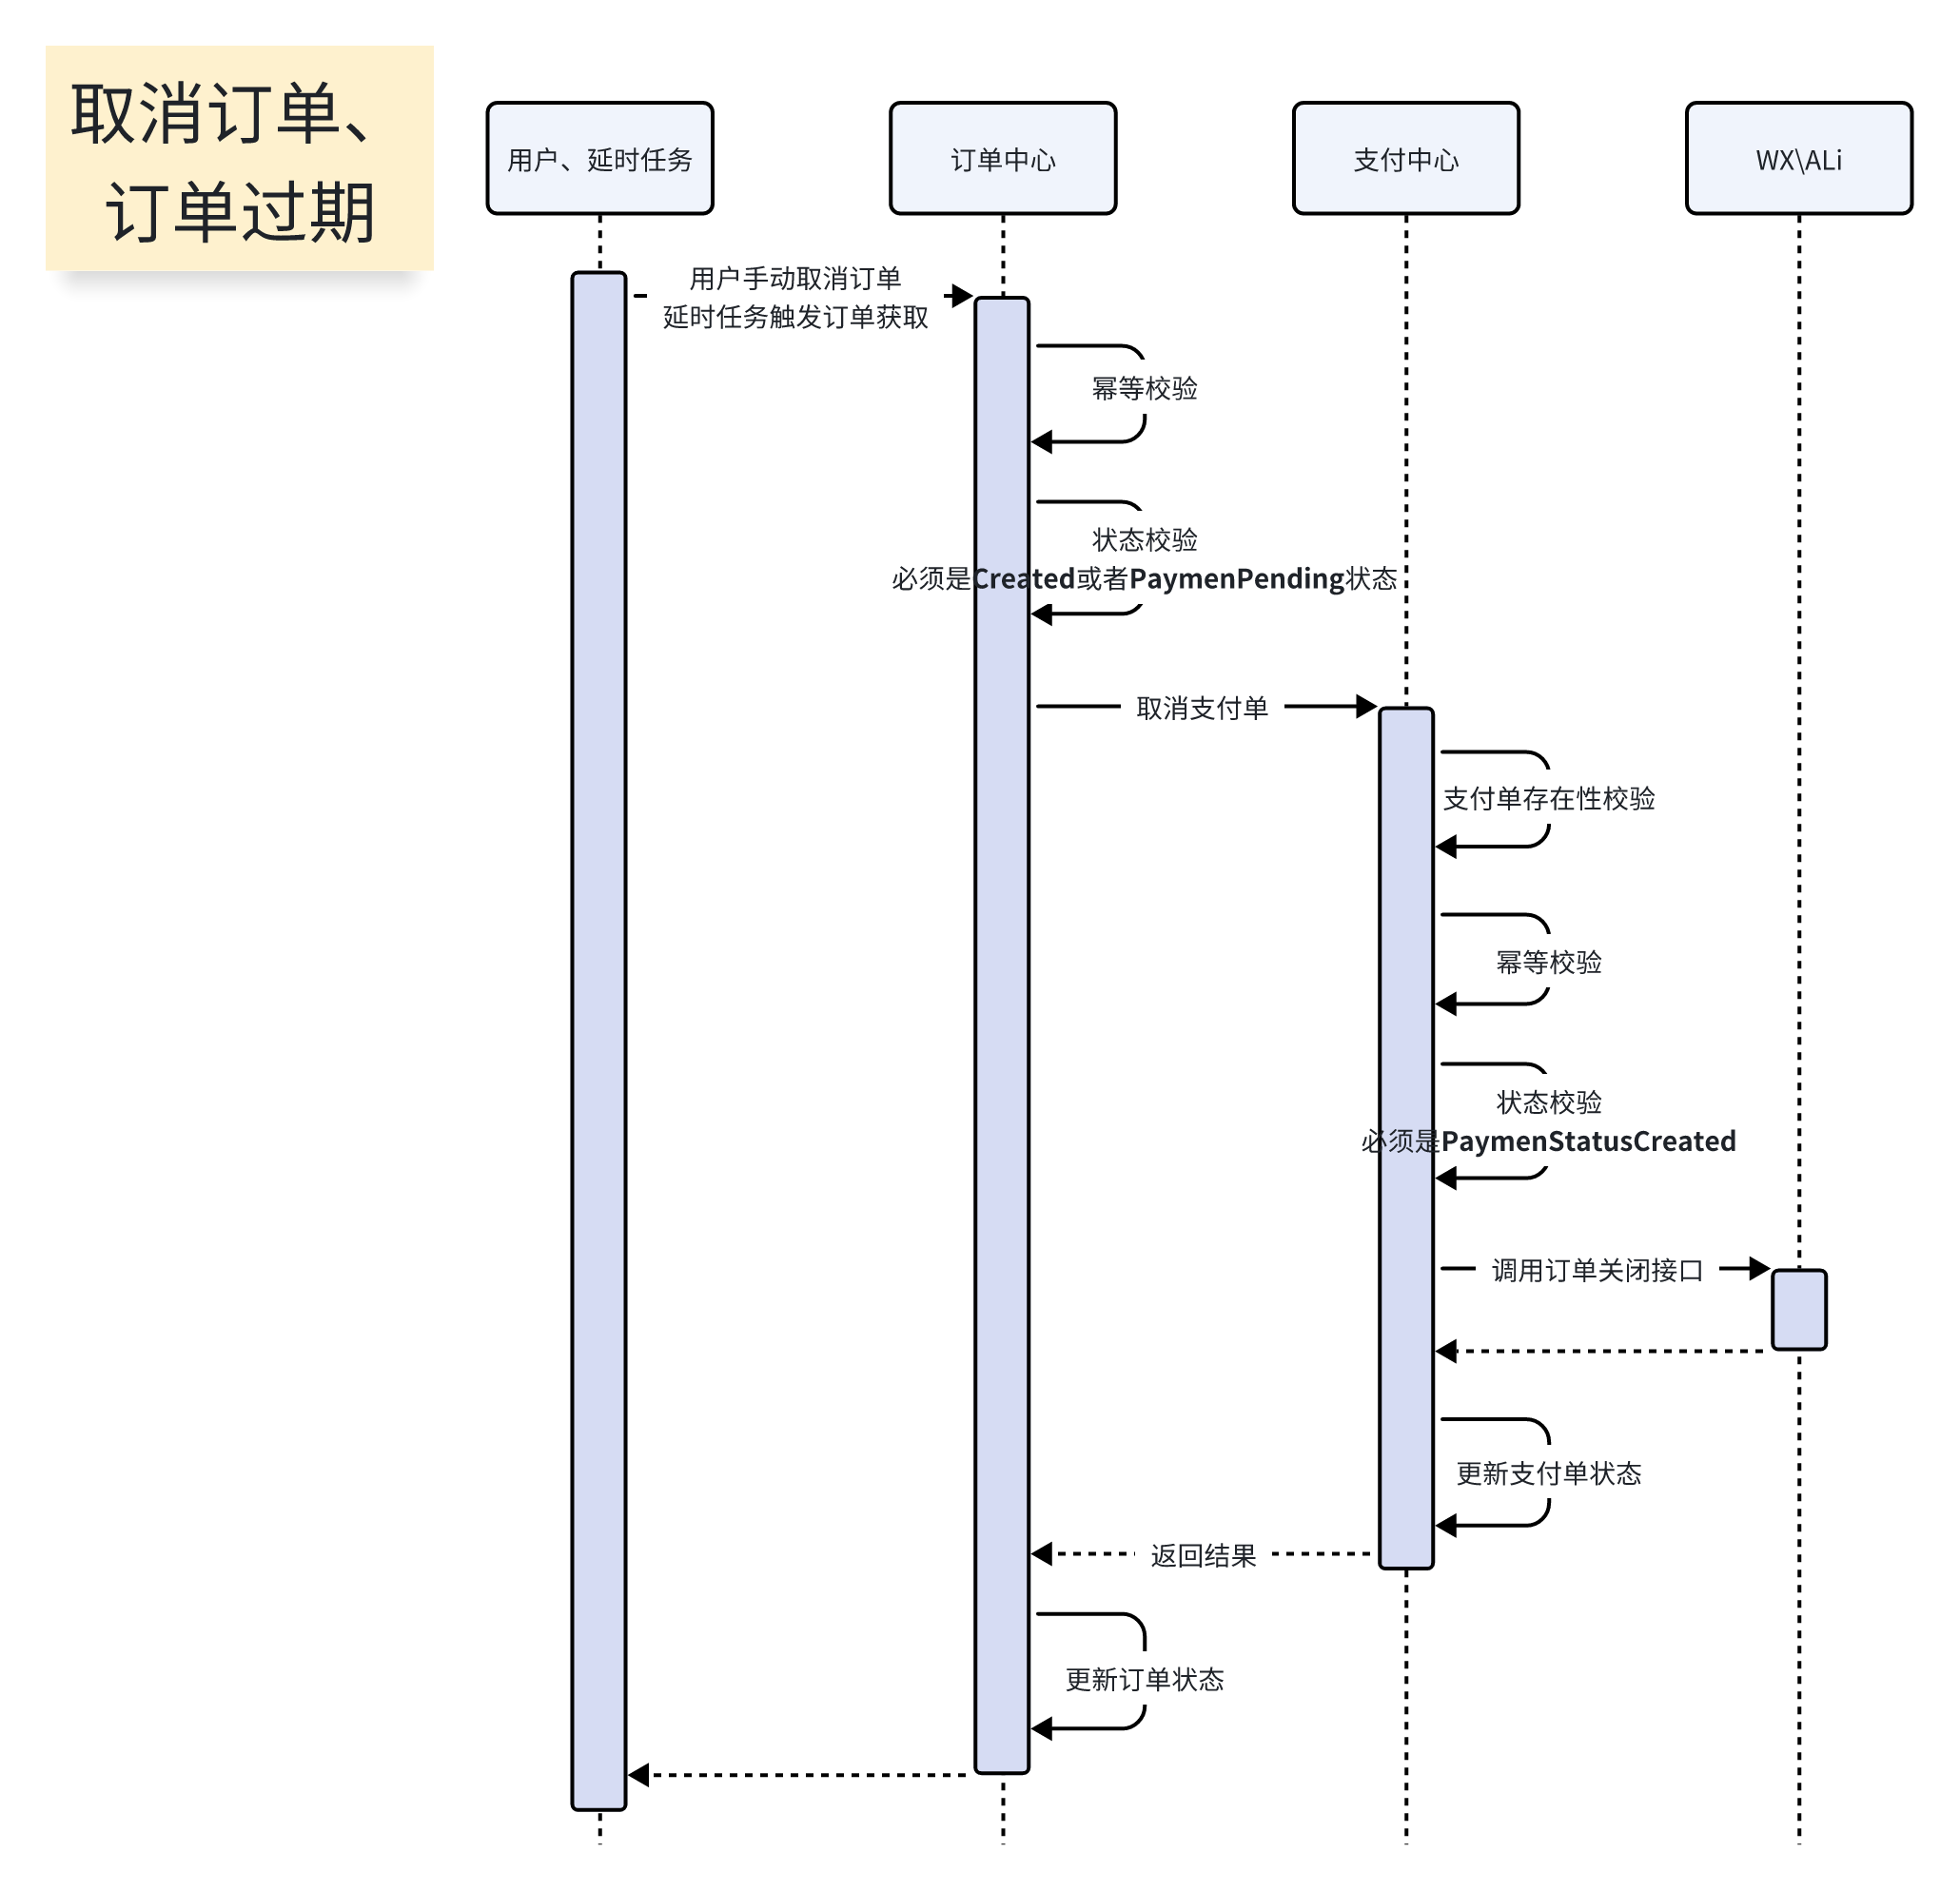 取消订单、
订单过期
用户、延时任务
订单中心
支付中心
WX\ALi
用户手动取消订单
延时任务触发订单获取
幂等校验
状态校验
必须是Created或者PaymenPending状态
取消支付单
支付单存在性校验
幂等校验
状态校验
必须是PaymenStatusCreated
调用订单关闭接口
更新支付单状态
返回结果
更新订单状态